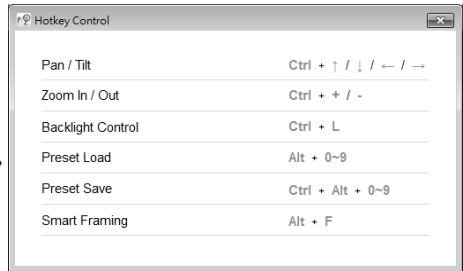 Hotkey Control
Pan / Tilt Ctrl + ↑ / ↓ / ← / →
Zoom In / Out Ctrl + + / -
Backlight Control Ctrl + L
Preset Load Alt + 0~9
Preset Save Ctrl + Alt + 0~9
Smart Framing Alt + F